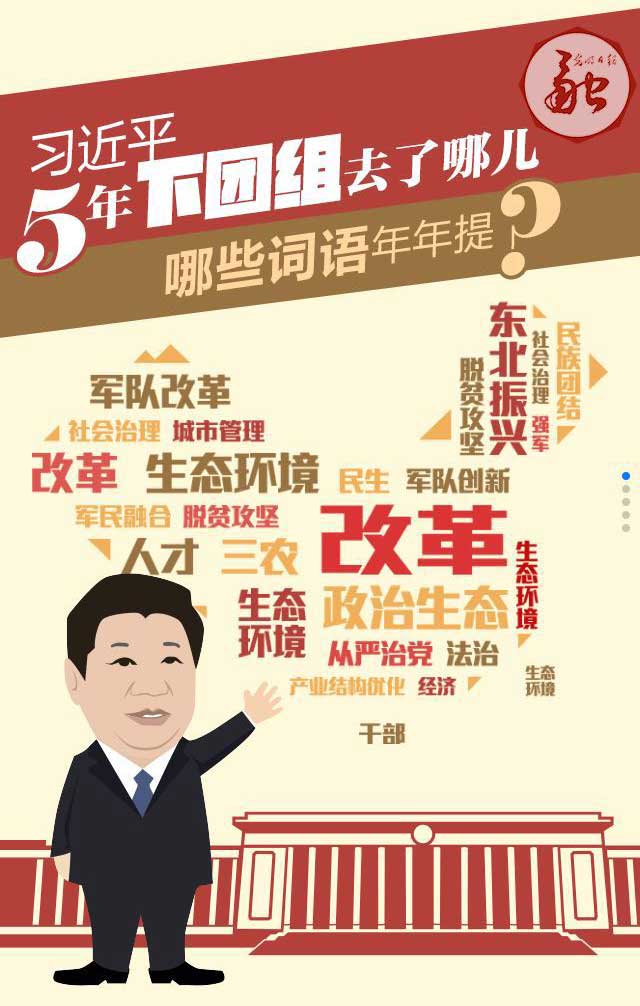 光明日报
融
习近平
5年下团组去了哪儿
哪些词语年年提?
东北振兴
社会治理
强军
民族团结
脱贫攻坚
军队改革
社会治理 城市管理
改革 生态环境 民生 军队创新
军民融合 脱贫攻坚
人才 三农 改革
生态环境
生态环境
政治生态
从严治党 法治
生态环境
产业结构优化 经济
干部